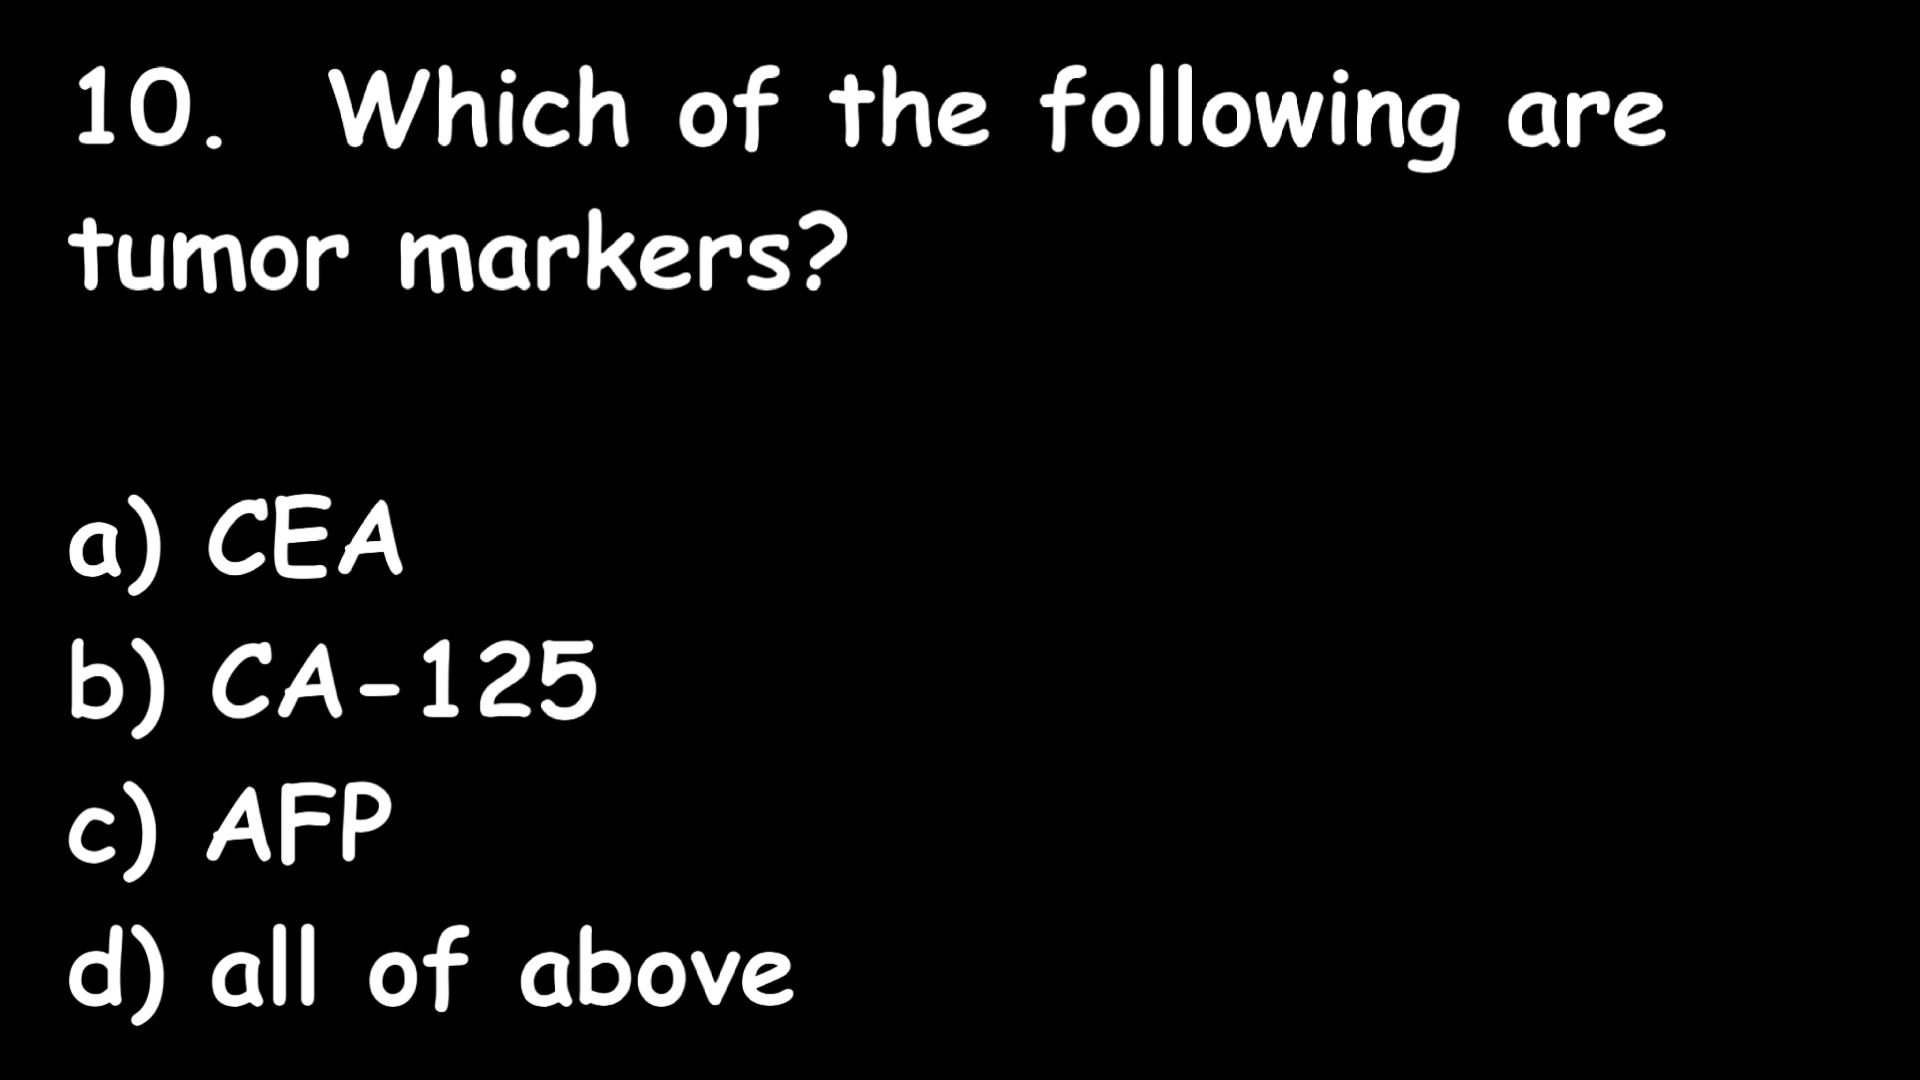 10. Which of the following are
tumor markers?
a) CEA
b) CA-125
c) AFP
d) all of above